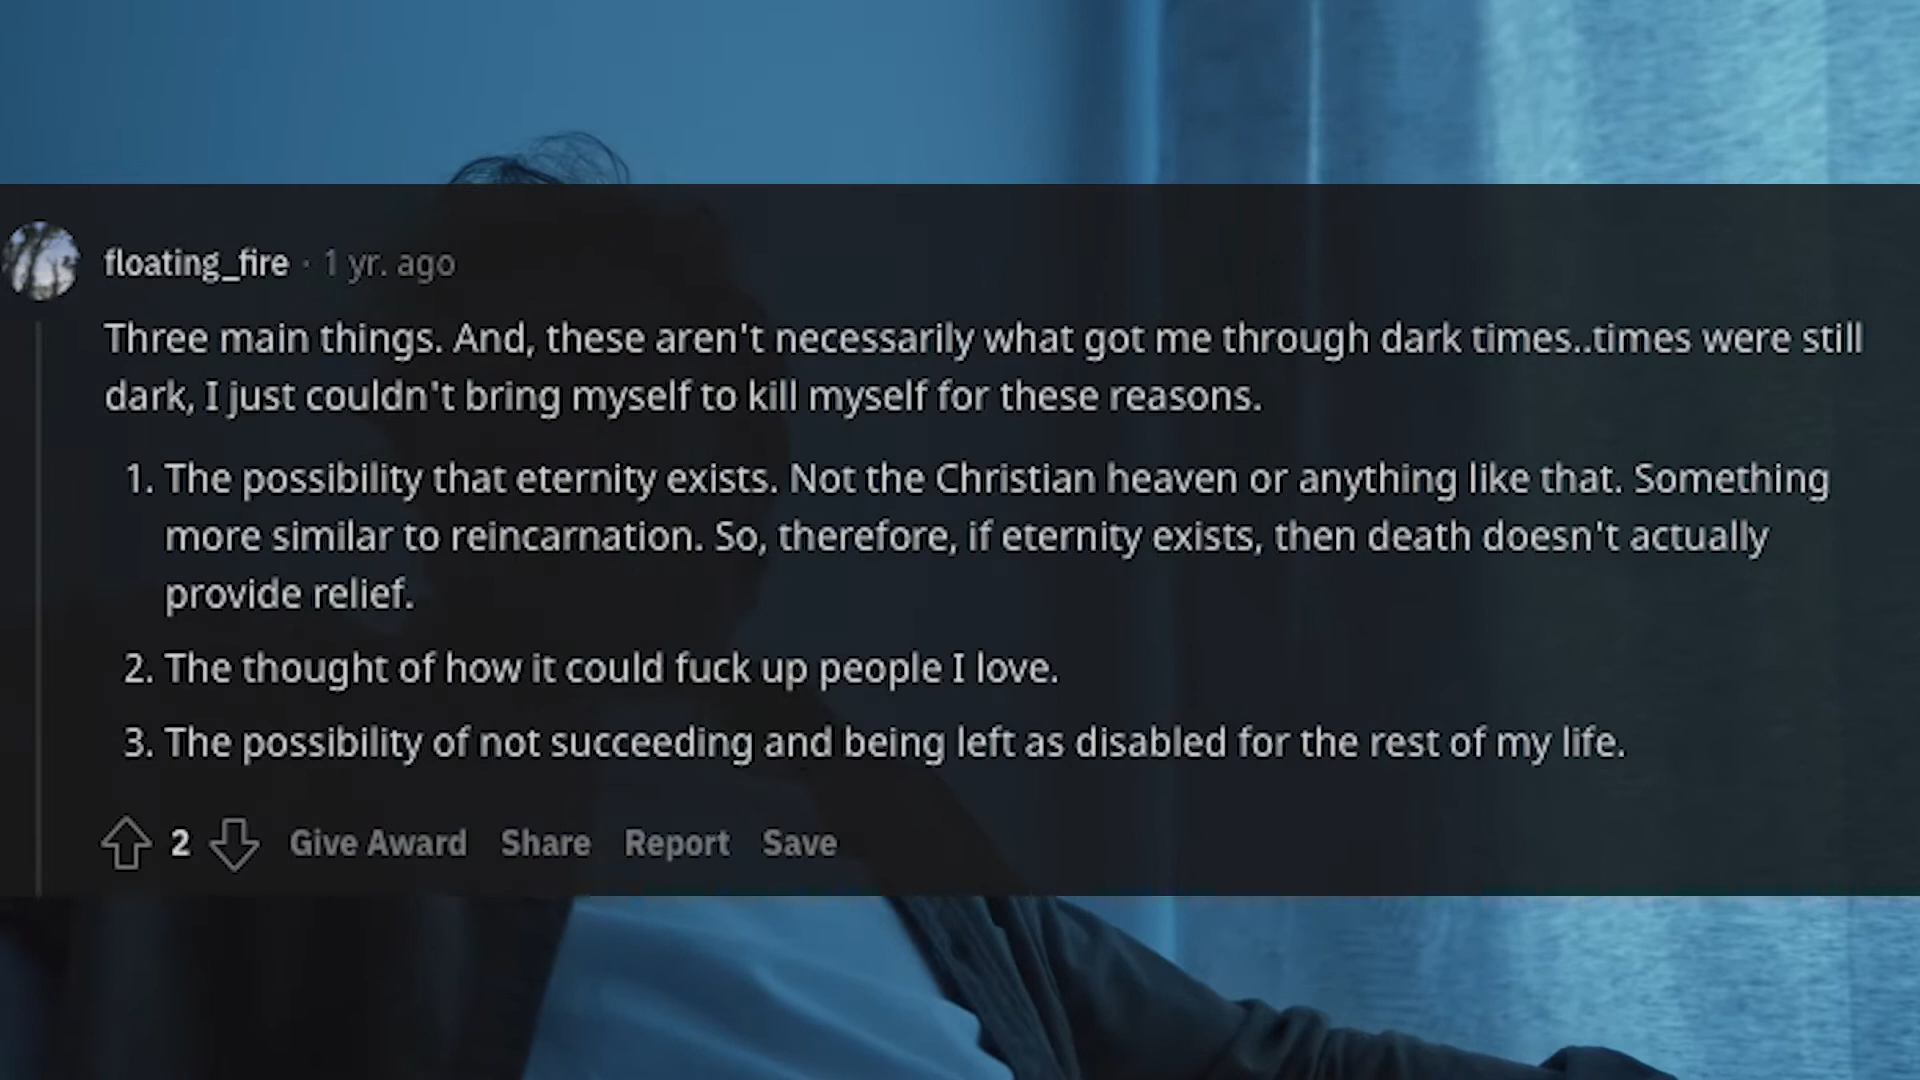 floating_fire · 1 yr. ago
Three main things. And, these aren't necessarily what got me through dark times..times were still
dark, I just couldn't bring myself to kill myself for these reasons.
1. The possibility that eternity exists. Not the Christian heaven or anything like that. Something
more similar to reincarnation. So, therefore, if eternity exists, then death doesn't actually
provide relief.
2. The thought of how it could fuck up people I love.
3. The possibility of not succeeding and being left as disabled for the rest of my life.
2 Give Award Share Report Save